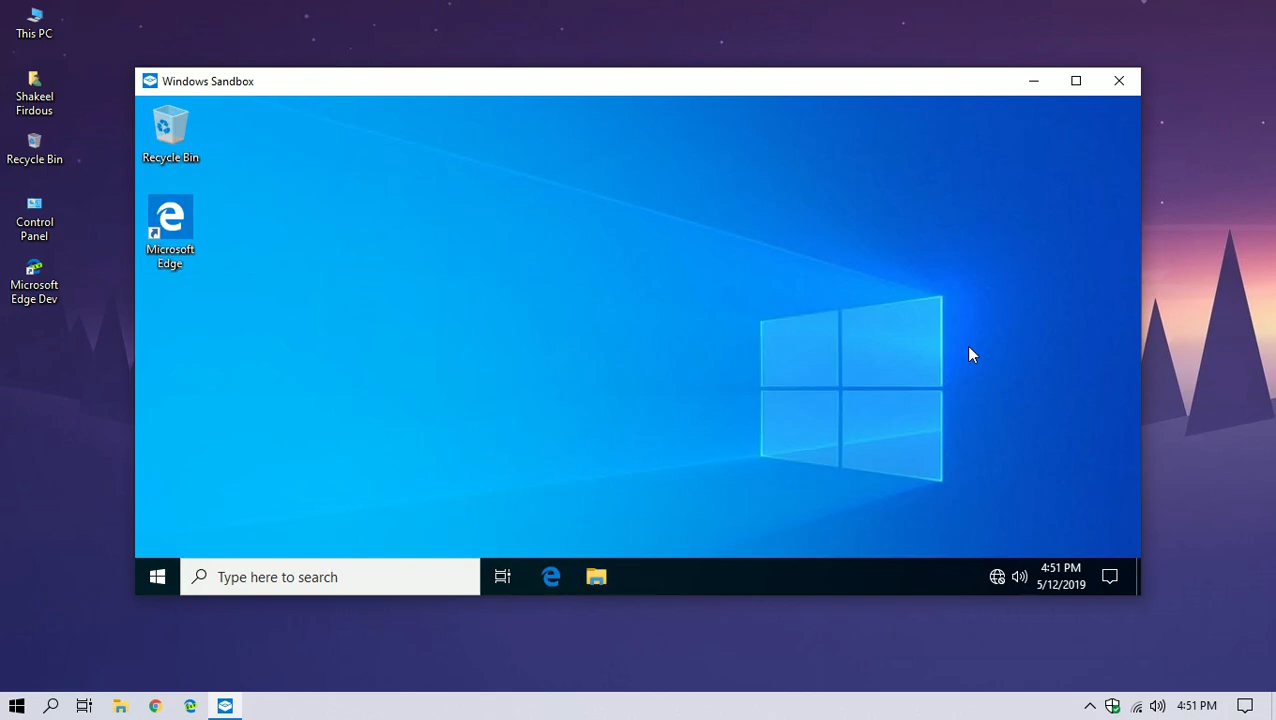 This PC
Shakeel
Firdous
Recycle Bin
Control
Panel
Microsoft
Edge Dev
Windows Sandbox
Recycle Bin
Microsoft
Edge
Type here to search
4:51 PM
5/12/2019
4:51 PM